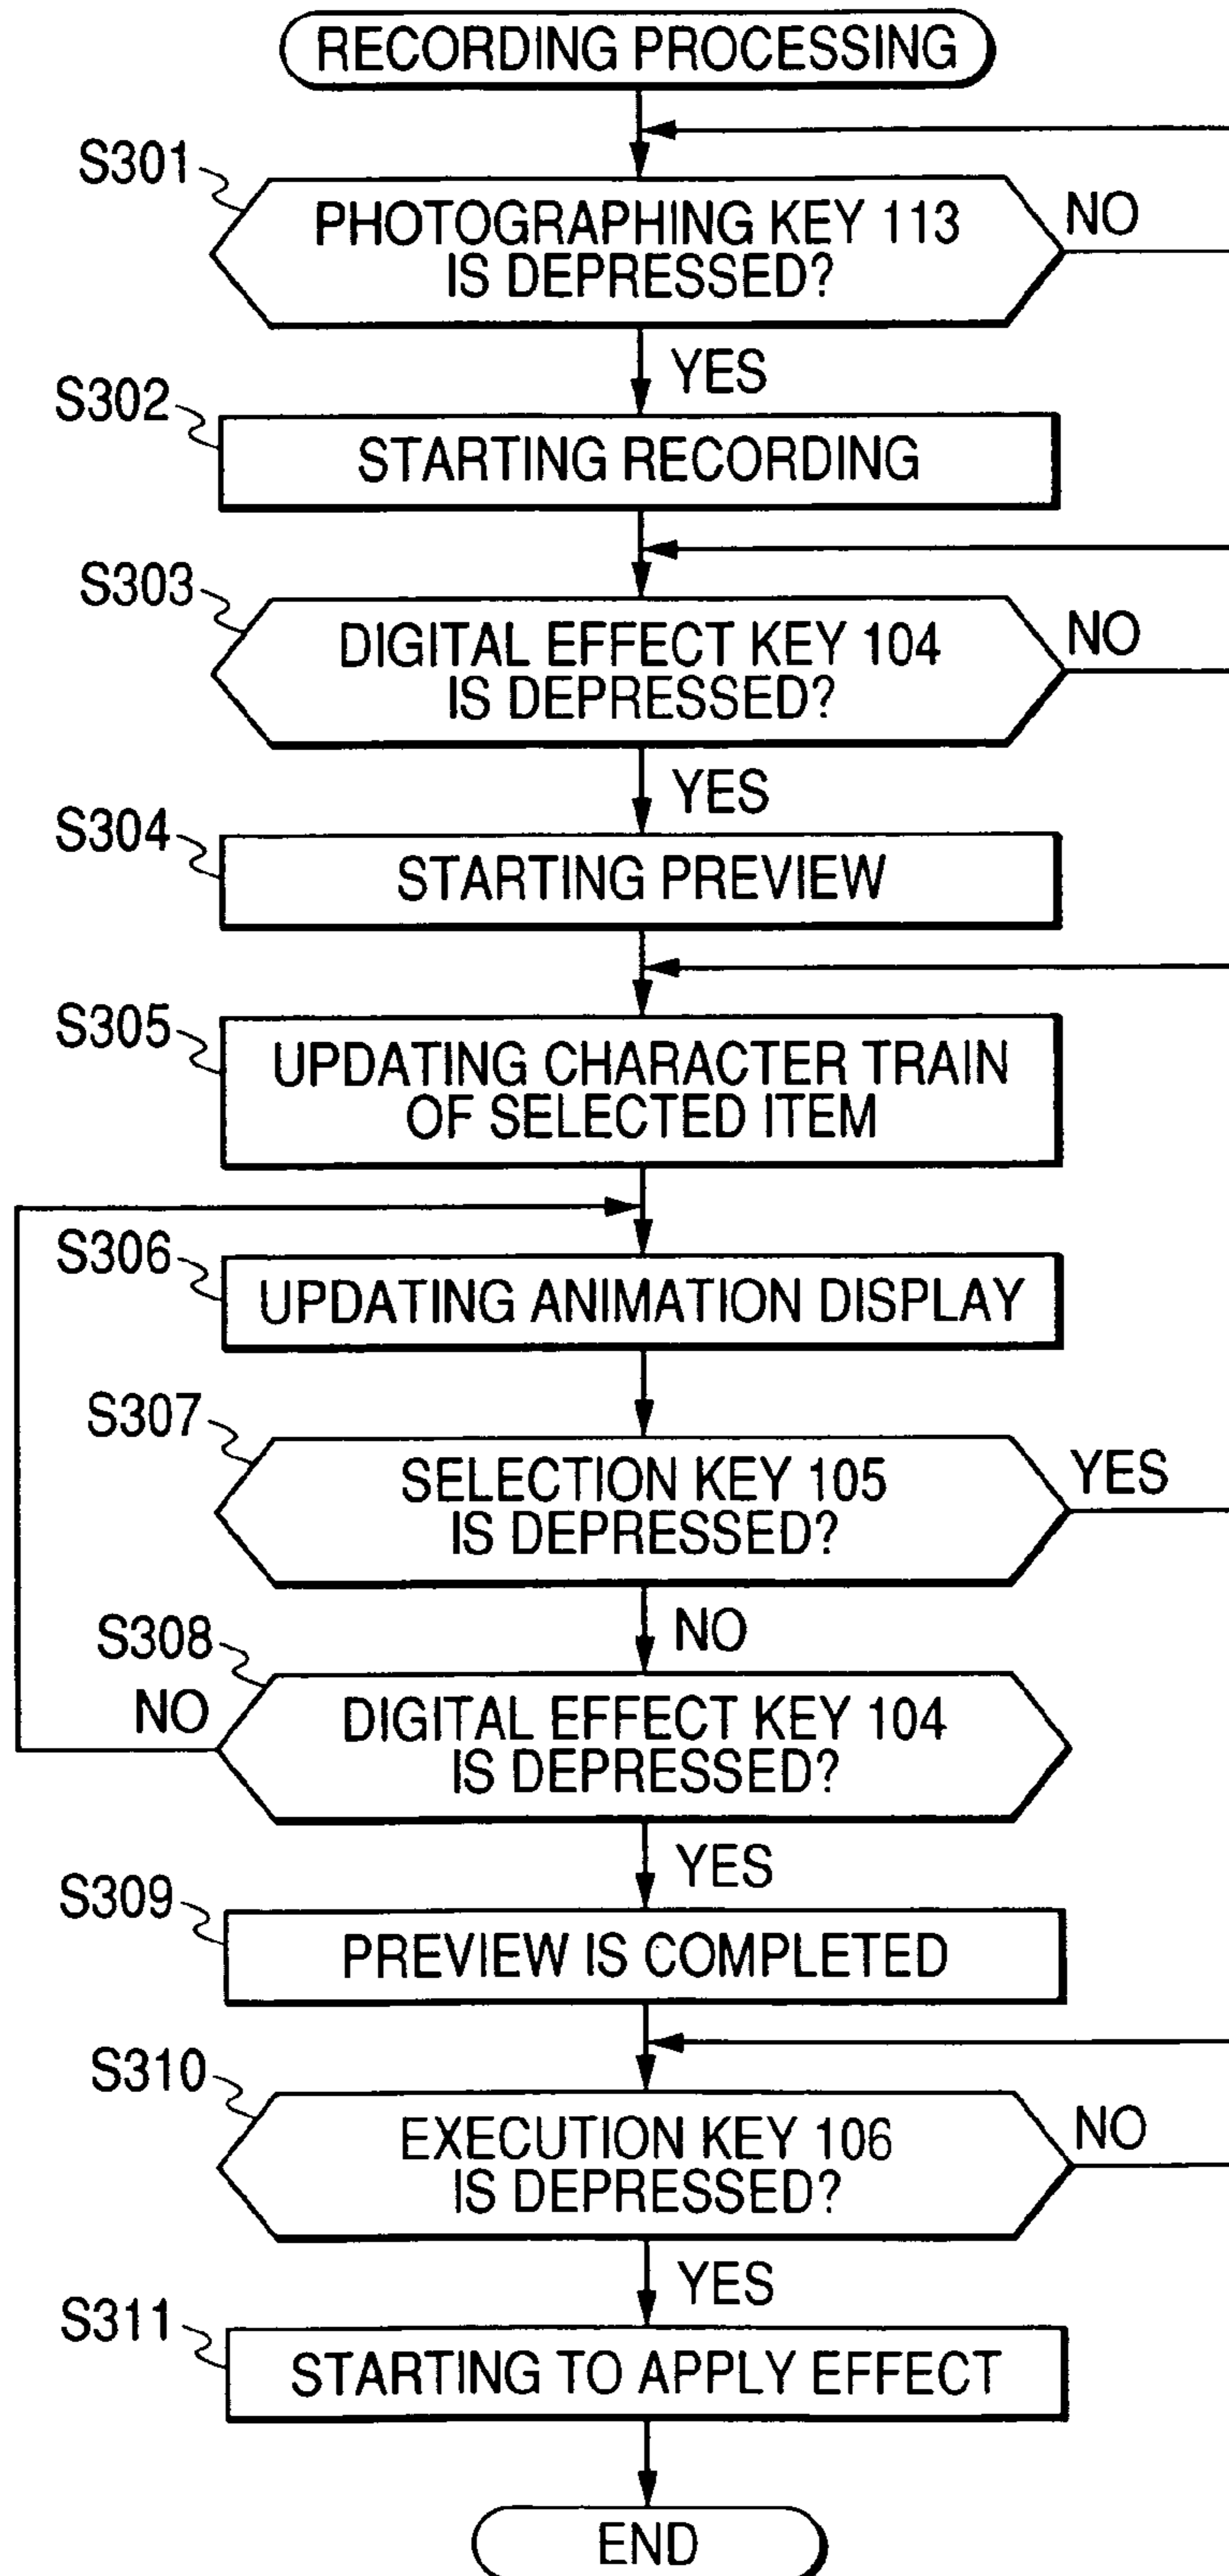 RECORDING PROCESSING
S301
PHOTOGRAPHING KEY 113
IS DEPRESSED?
NO
YES
S302
STARTING RECORDING
S303
DIGITAL EFFECT KEY 104
IS DEPRESSED?
NO
YES
S304
STARTING PREVIEW
S305
UPDATING CHARACTER TRAIN
OF SELECTED ITEM
S306
UPDATING ANIMATION DISPLAY
S307
SELECTION KEY 105
IS DEPRESSED?
YES
NO
S308
NO
DIGITAL EFFECT KEY 104
IS DEPRESSED?
YES
S309
PREVIEW IS COMPLETED
S310
EXECUTION KEY 106
IS DEPRESSED?
NO
YES
S311
STARTING TO APPLY EFFECT
END